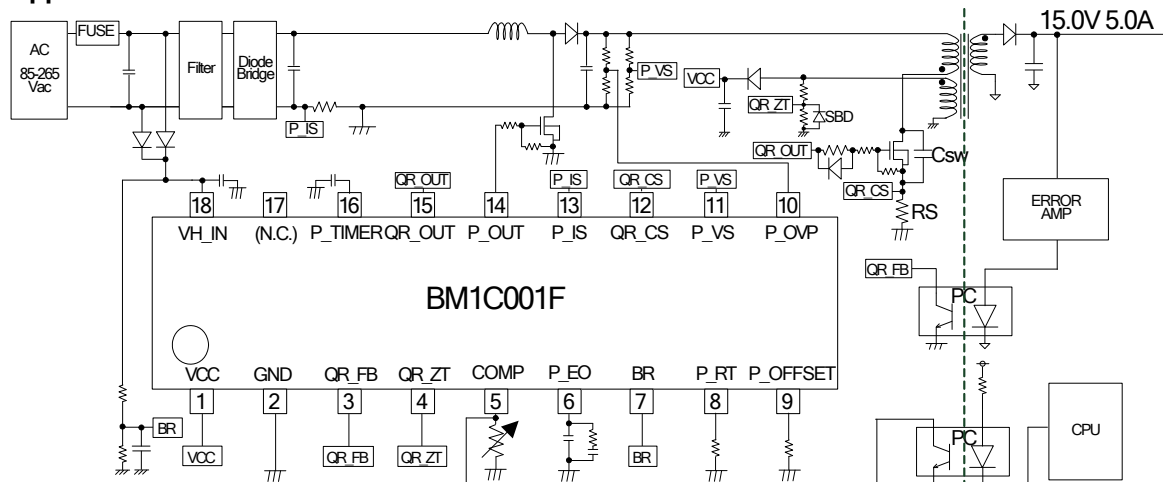 15.0V 5.0A
AC
85-265
Vac
FUSE
Filter
Diode
Bridge
P_IS
P_VS
VCC
QR_ZT
SBD
QR_OUT
Csw
QR_CS
RS
ERROR
AMP
QR_OUT
P_IS
QR_CS
P_VS
18 17 16 15 14 13 12 11 10
VH_IN (N.C.) P_TIMER QR_OUT P_OUT P_IS QR_CS P_VS P_OVP
QR_FB
PC
BM1C001F
VCC GND QR_FB QR_ZT COMP P_EO BR P_RT P_OFFSET
1 2 3 4 5 6 7 8 9
BR
VCC
QR_FB
QR_ZT
BR
PC
CPU